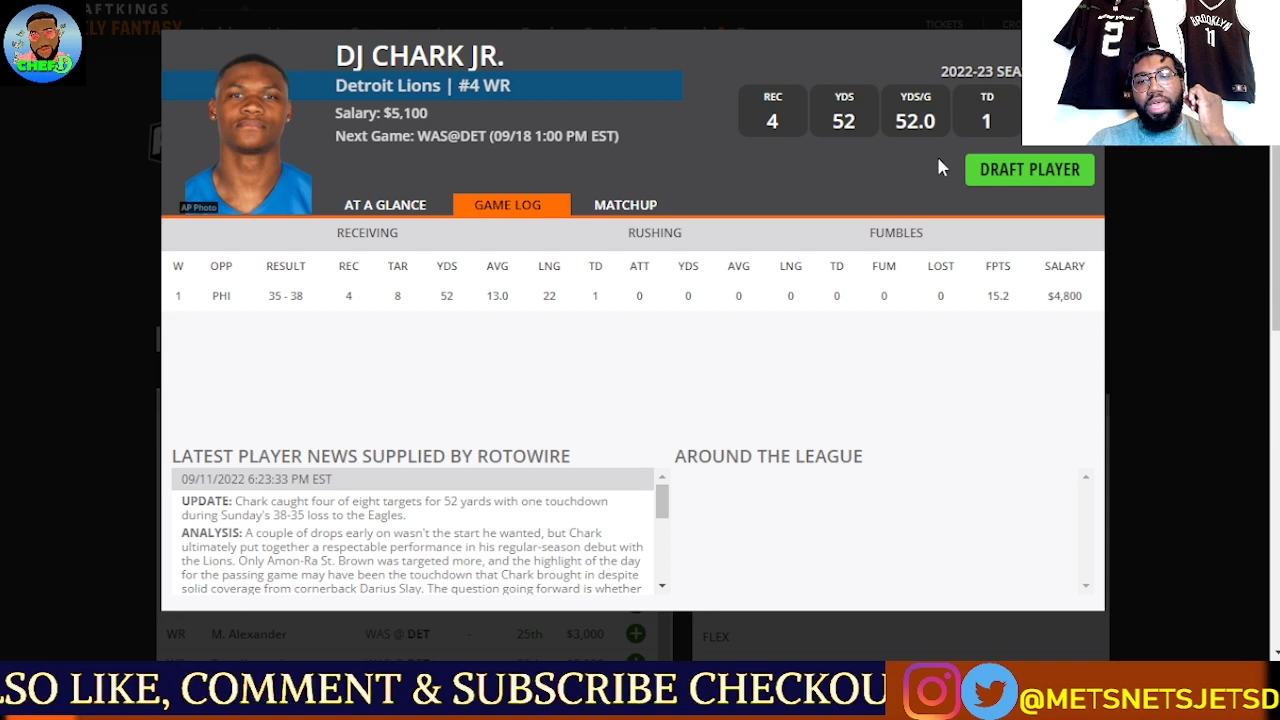 AFTKINGS
LY FANTASY
CHEF
TICKETS
DJ CHARK JR.
Detroit Lions | #4 WR
Salary: $5,100
Next Game: WAS@DET (09/18 1:00 PM EST)
2022-23 SEA
REC YDS YDS/G TD
4 52 52.0 1
2
BROOKLYN
11
DRAFT PLAYER
AP Photo
AT A GLANCE GAME LOG MATCHUP
RECEIVING RUSHING FUMBLES
W OPP RESULT REC TAR YDS AVG LNG TD ATT YDS AVG LNG TD FUM LOST FPTS SALARY
1 PHI 35 - 38 4 8 52 13.0 22 1 0 0 0 0 0 0 0 15.2 $4,800
LATEST PLAYER NEWS SUPPLIED BY ROTOWIRE
09/11/2022 6:23:33 PM EST
UPDATE: Chark caught four of eight targets for 52 yards with one touchdown
during Sunday's 38-35 loss to the Eagles.
ANALYSIS: A couple of drops early on wasn't the start he wanted, but Chark
ultimately put together a respectable performance in his regular-season debut with
the Lions. Only Amon-Ra St. Brown was targeted more, and the highlight of the day
for the passing game may have been the touchdown that Chark brought in despite
solid coverage from cornerback Darius Slay. The question going forward is whether
AROUND THE LEAGUE
WR M. Alexander WAS @ DET - 25th $3,000
FLEX
LSO LIKE, COMMENT & SUBSCRIBE CHECKOU
@METSNETSJETSD